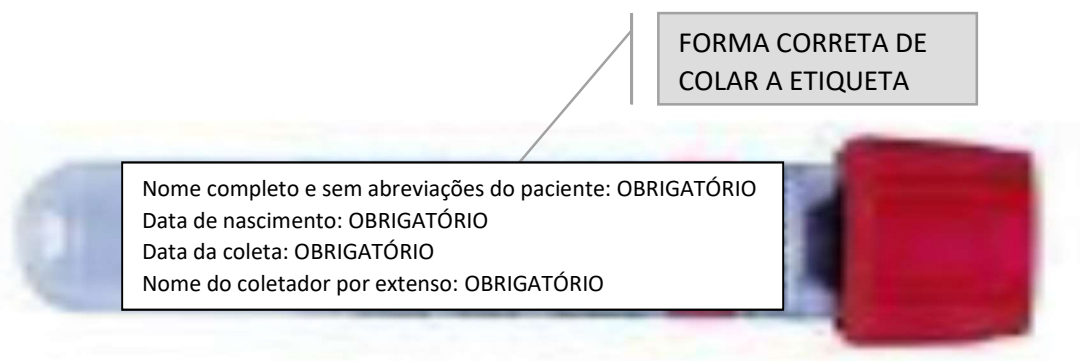 FORMA CORRETA DE
COLAR A ETIQUETA
Nome completo e sem abreviações do paciente: OBRIGATÓRIO
Data de nascimento: OBRIGATÓRIO
Data da coleta: OBRIGATÓRIO
Nome do coletador por extenso: OBRIGATÓRIO